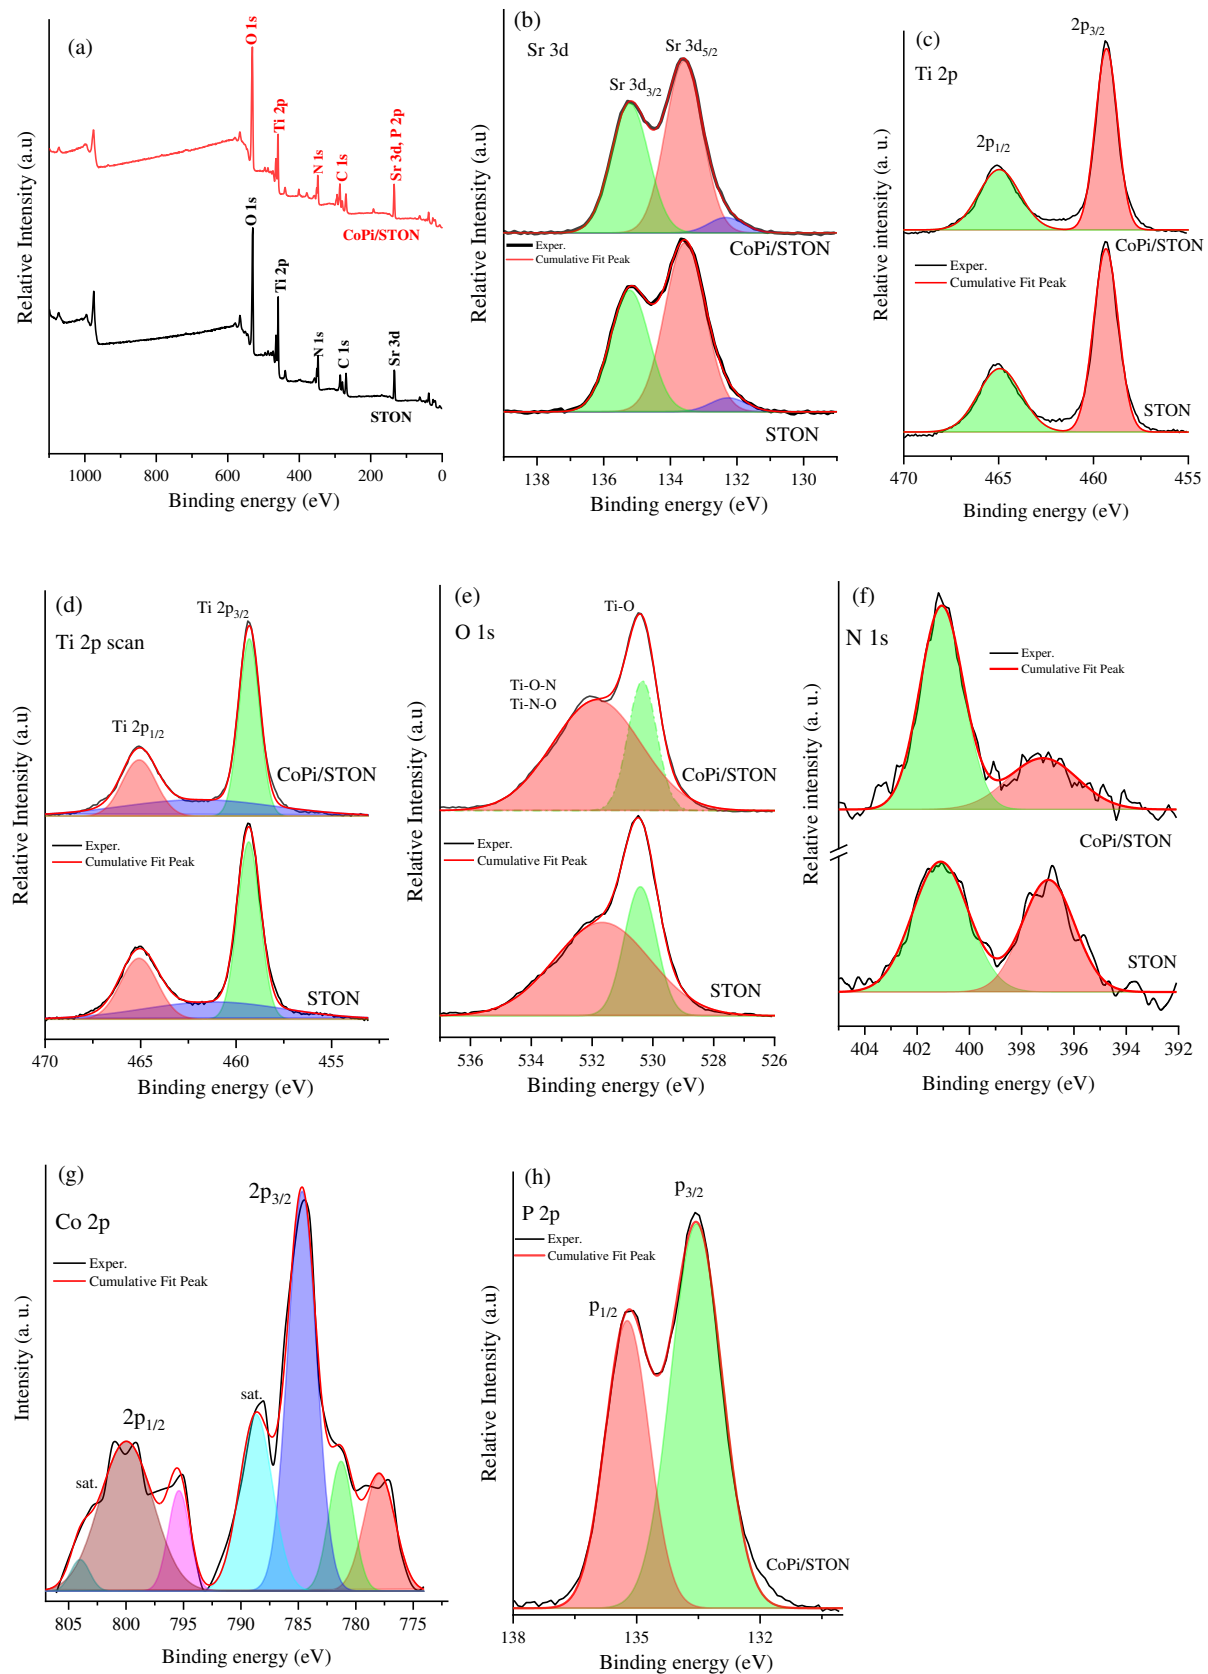 (a)
Relative Intensity (a.u)
O 1s
Ti 2p
N 1s
C 1s
Sr 3d, P 2p
CoPi/STON
O 1s
Ti 2p
N 1s
C 1s
Sr 3d
STON
1000 800 600 400 200 0
Binding energy (eV)
(b)
Sr 3d
Relative Intensity (a.u)
Sr 3d5/2
Sr 3d3/2
Exper.
Cumulative Fit Peak
CoPi/STON
STON
138 136 134 132 130
Binding energy (eV)
(c)
Ti 2p
Relative intensity (a. u.)
2p3/2
2p1/2
CoPi/STON
Exper.
Cumulative Fit Peak
STON
470 465 460 455
Binding energy (eV)
(d)
Ti 2p scan
Relative Intensity (a.u)
Ti 2p3/2
Ti 2p1/2
CoPi/STON
Exper.
Cumulative Fit Peak
STON
470 465 460 455
Binding energy (eV)
(e)
O 1s
Relative Intensity (a.u)
Ti-O
Ti-O-N
Ti-N-O
CoPi/STON
Exper.
Cumulative Fit Peak
STON
536 534 532 530 528 526
Binding energy (eV)
(f)
N 1s
Relative intensity (a. u.)
Exper.
Cumulative Fit Peak
CoPi/STON
STON
405 402 400 398 396 394 392
Binding energy (eV)
(g)
Co 2p
Intensity (a. u.)
2p3/2
Exper.
Cumulative Fit Peak
sat.
2p1/2
sat.
805 800 795 790 785 780 775
Binding energy (eV)
(h)
P 2p
Relative Intensity (a.u)
p3/2
Exper.
Cumulative Fit Peak
p1/2
CoPi/STON
138 135 132
Binding energy (eV)